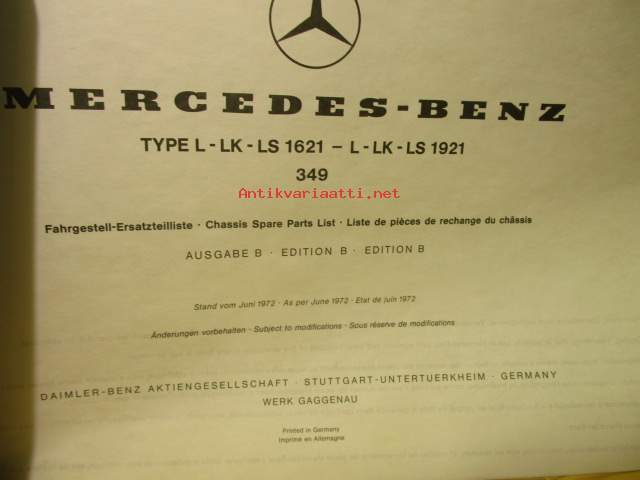 MERCEDES-BENZ
TYPE L - LK - LS 1621 – L - LK - LS 1921
349
Antikvariaatti.net
Fahrgestell-Ersatzteilliste · Chassis Spare Parts List · Liste de pièces de rechange du châssis
AUSGABE B · EDITION B · EDITION B
Stand vom Juni 1972 · As per June 1972 · Etat de juin 1972
Änderungen vorbehalten · Subject to modifications · Sous réserve de modifications
DAIMLER-BENZ AKTIENGESELLSCHAFT · STUTTGART-UNTERTUERKHEIM · GERMANY
WERK GAGGENAU
Printed in Germany
Imprimé en Allemagne